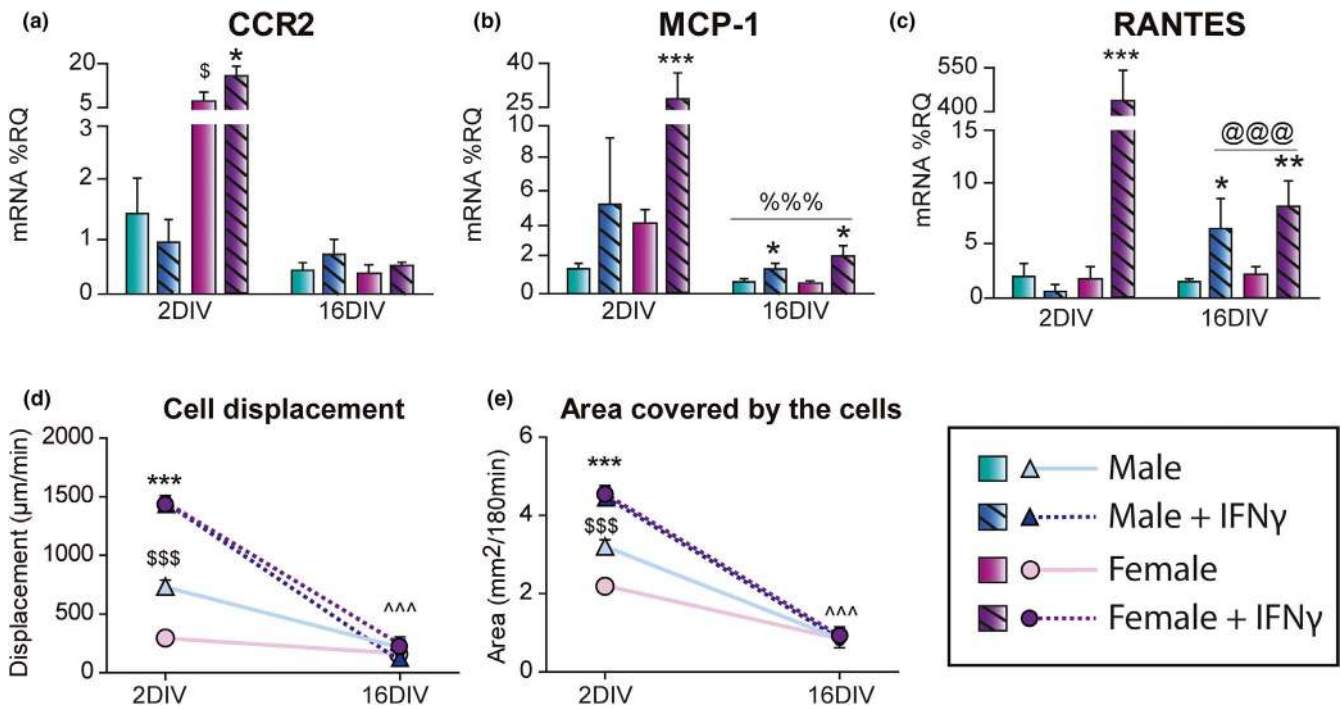 (a)
CCR2
mRNA %RQ
20
5
3
2
1
0
$
*
2DIV
16DIV
(b)
MCP-1
mRNA %RQ
40
25
10
8
6
4
2
0
***
%%%
*
*
2DIV
16DIV
(c)
RANTES
mRNA %RQ
550
400
15
10
5
0
***
@@@
*
**
2DIV
16DIV
(d)
Cell displacement
Displacement (μm/min)
2000
1500
1000
500
0
***
$$$
^^^
2DIV
16DIV
(e)
Area covered by the cells
Area (mm2/180min)
6
4
2
0
***
$$$
^^^
2DIV
16DIV
Male
Male + IFNγ
Female
Female + IFNγ